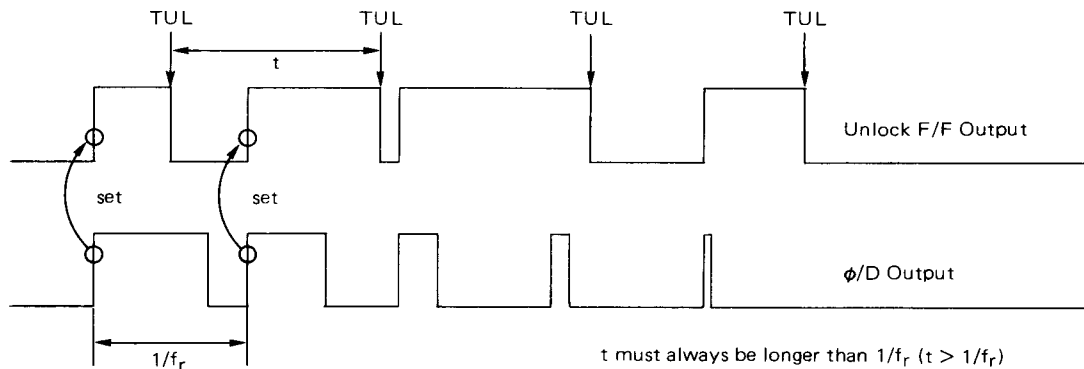 TUL TUL TUL TUL
t
Unlock F/F Output
set set
ϕ/D Output
1/fr
t must always be longer than 1/fr (t > 1/fr)